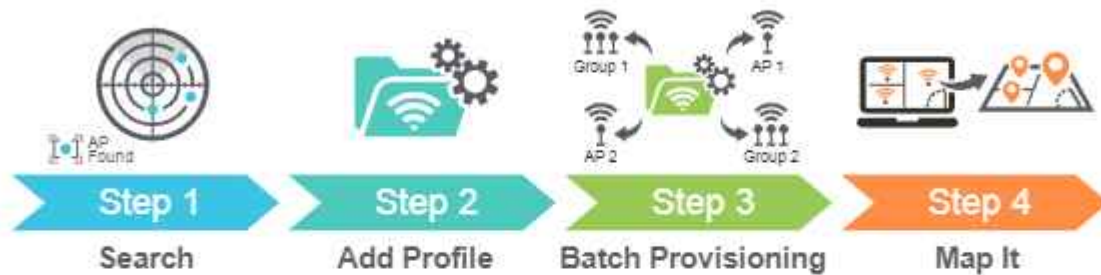 Group 1
AP 1
AP
Found
AP 2
Group 2
Step 1
Step 2
Step 3
Step 4
Search
Add Profile
Batch Provisioning
Map It